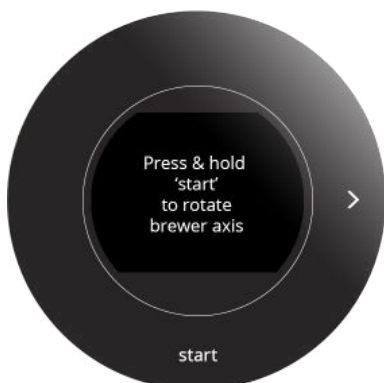 Press & hold
‘start’
to rotate
brewer axis
start